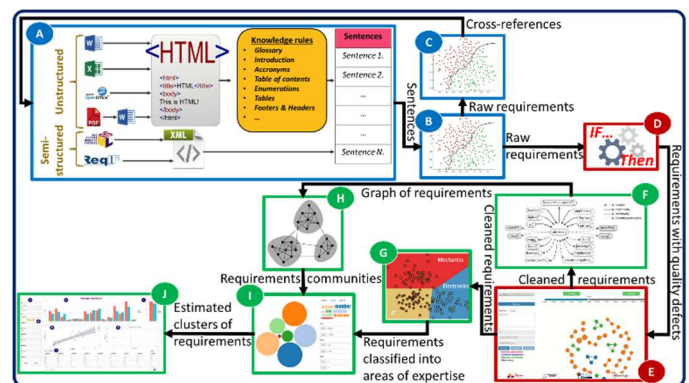 A
Unstructured
Semi-
structured
W
X
W
PDF
W
ReqIF
<HTML>
<html>
<title>HTML</title>
<body>
This is HTML!
</body>
</html>
XML
</>
Knowledge rules
• Glossary
• Introduction
• Accronyms
• Table of contents
• Enumerations
• Tables
• Footers & Headers
• ...
Sentences
Sentence 1.
Sentence 2.
...
...
...
Sentence N.
Sentences
Cross-references
C
Raw requirements
B
Raw
requirements
D
IF...
Then
Requirements with quality defects
E
Cleaned requirements
Cleaned requirements
F
Graph of requirements
G
Mechanics
Electronics
H
Requirements communities
Requirements
classified into
areas of expertise
I
Estimated
clusters of
requirements
J